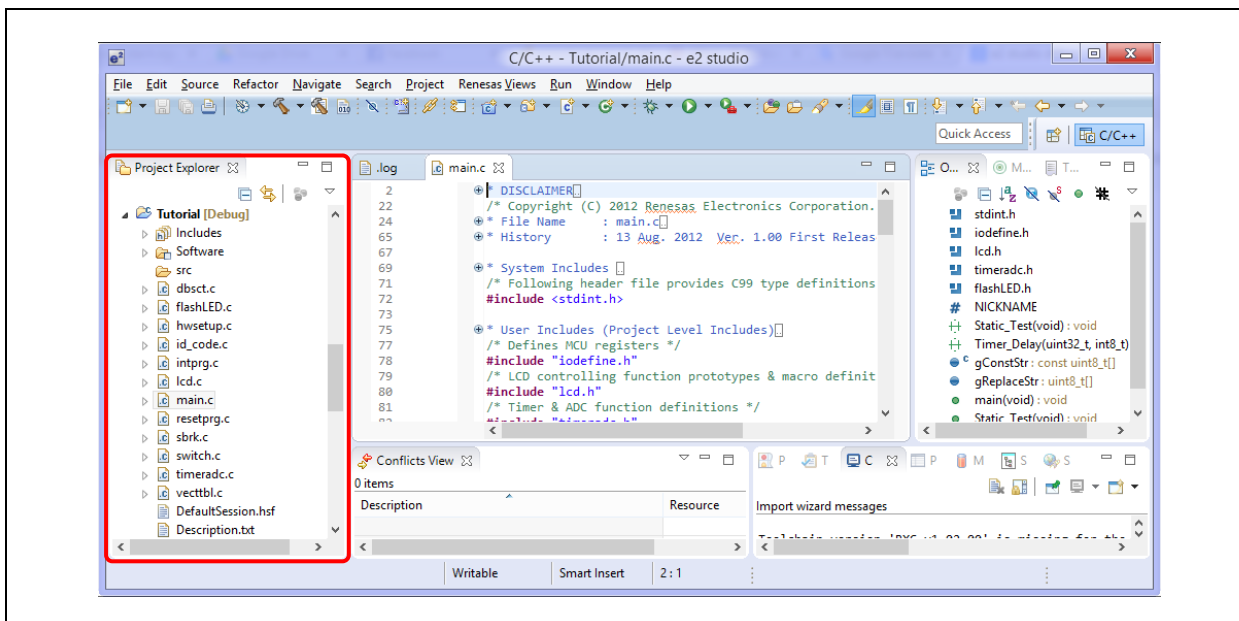 e²
C/C++ - Tutorial/main.c - e2 studio
File Edit Source Refactor Navigate Search Project Renesas Views Run Window Help
Quick Access
C/C++
Project Explorer
Tutorial [Debug]
Includes
Software
src
dbsct.c
flashLED.c
hwsetup.c
id_code.c
intprg.c
lcd.c
main.c
resetprg.c
sbrk.c
switch.c
timeradc.c
vecttbl.c
DefaultSession.hsf
Description.txt
.log main.c
2 * DISCLAIMER
22 /* Copyright (C) 2012 Renesas Electronics Corporation.
24 * File Name : main.c
65 * History : 13 Aug. 2012 Ver. 1.00 First Releas
67
69 * System Includes
71 /* Following header file provides C99 type definitions
72 #include <stdint.h>
73
75 * User Includes (Project Level Includes)
77 /* Defines MCU registers */
78 #include "iodefine.h"
79 /* LCD controlling function prototypes & macro definit
80 #include "lcd.h"
81 /* Timer & ADC function definitions */
O... M... T...
stdint.h
iodefine.h
lcd.h
timeradc.h
flashLED.h
# NICKNAME
Static_Test(void) : void
Timer_Delay(uint32_t, int8_t)
gConstStr : const uint8_t[]
gReplaceStr : uint8_t[]
main(void) : void
Static_Test(void) : void
Conflicts View
0 items
Description Resource
P T C P M S S
Import wizard messages
Writable Smart Insert 2 : 1